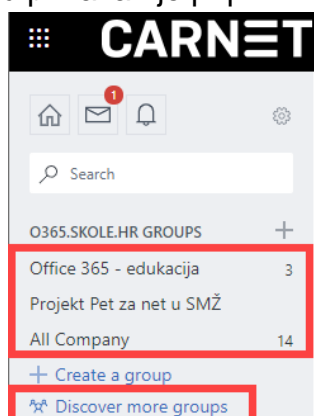 CARNET
1
Search
O365.SKOLE.HR GROUPS
Office 365 - edukacija 3
Projekt Pet za net u SMŽ
All Company 14
Create a group
Discover more groups